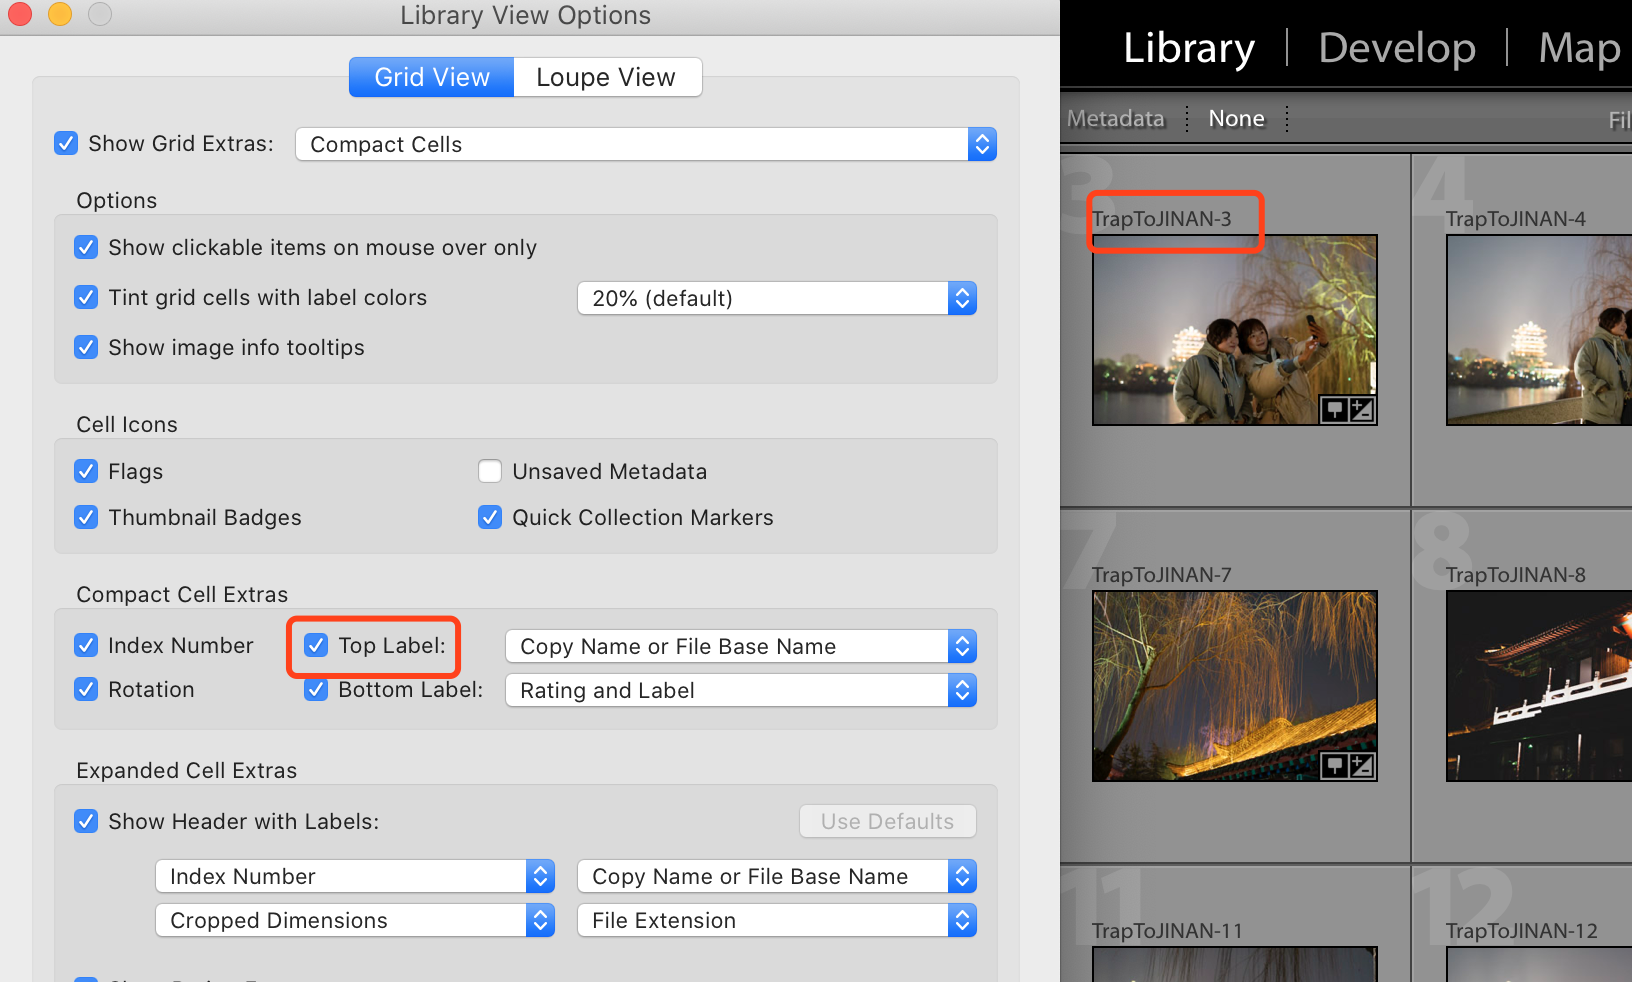 Library View Options
Grid View Loupe View
Show Grid Extras: Compact Cells
Options
Show clickable items on mouse over only
Tint grid cells with label colors 20% (default)
Show image info tooltips
Cell Icons
Flags Unsaved Metadata
Thumbnail Badges Quick Collection Markers
Compact Cell Extras
Index Number Top Label: Copy Name or File Base Name
Rotation Bottom Label: Rating and Label
Expanded Cell Extras
Show Header with Labels: Use Defaults
Index Number Copy Name or File Base Name
Cropped Dimensions File Extension
Library | Develop | Map
Metadata None Fil
3 4
TrapToJINAN-3 TrapToJINAN-4
7 8
TrapToJINAN-7 TrapToJINAN-8
11 12
TrapToJINAN-11 TrapToJINAN-12